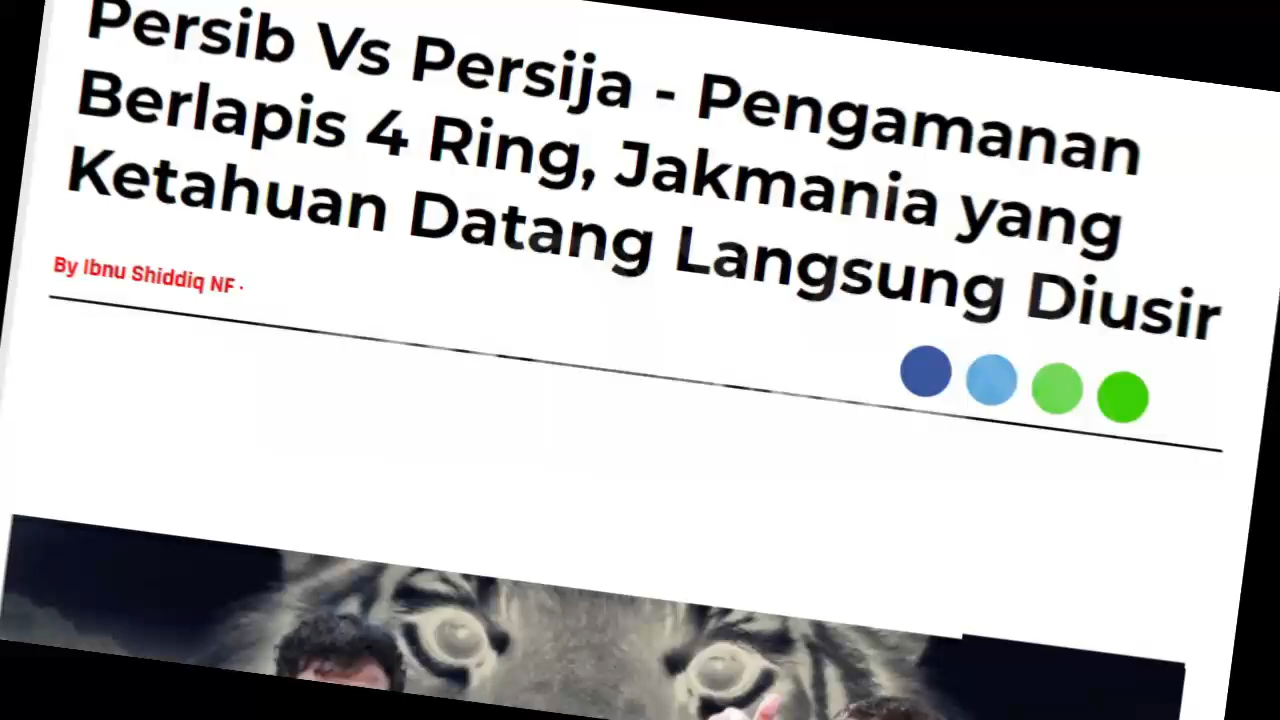 Persib Vs Persija - Pengamanan
Berlapis 4 Ring, Jakmania yang
Ketahuan Datang Langsung Diusir
By Ibnu Shiddiq NF ·